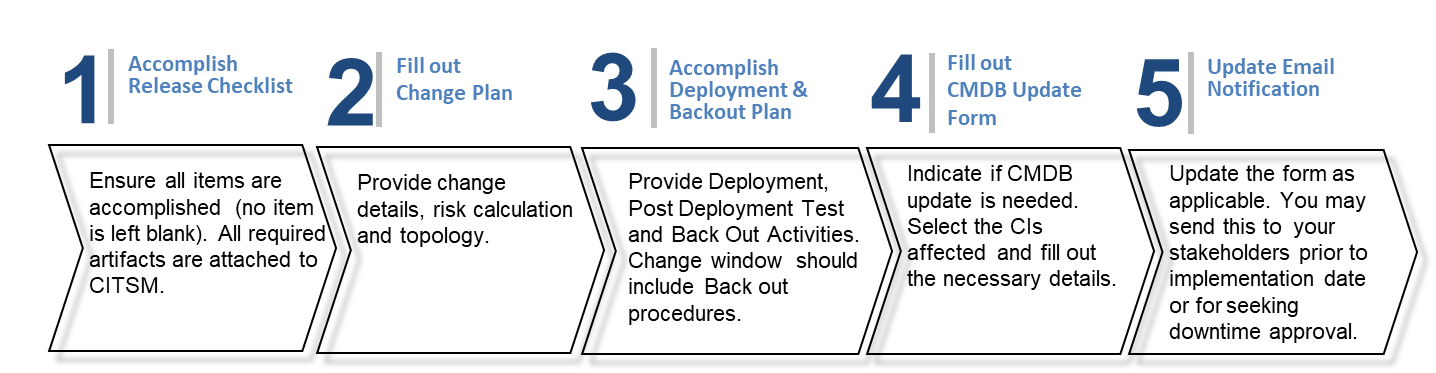 1
Accomplish
Release Checklist
Ensure all items are
accomplished (no item
is left blank). All required
artifacts are attached to
CITSM.
2
Fill out
Change Plan
Provide change
details, risk calculation
and topology.
3
Accomplish
Deployment &
Backout Plan
Provide Deployment,
Post Deployment Test
and Back Out Activities.
Change window should
include Back out
procedures.
4
Fill out
CMDB Update
Form
Indicate if CMDB
update is needed.
Select the CIs
affected and fill out
the necessary details.
5
Update Email
Notification
Update the form as
applicable. You may
send this to your
stakeholders prior to
implementation date
or for seeking
downtime approval.